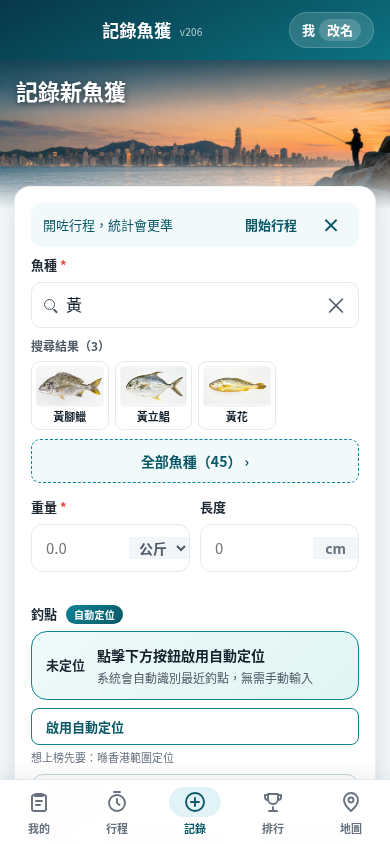 記錄魚獲 v206
我 改名
記錄新魚獲
開咗行程，統計會更準 開始行程
魚種 *
黃
搜尋結果（3）
黃腳鱲 黃立鯧 黃花
全部魚種（45） ›
重量 * 長度
0.0 公斤 0 cm
釣點 自動定位
未定位 點擊下方按鈕啟用自動定位
系統會自動識別最近釣點，無需手動輸入
啟用自動定位
想上榜先要：喺香港範圍定位
我的 行程 記錄 排行 地圖